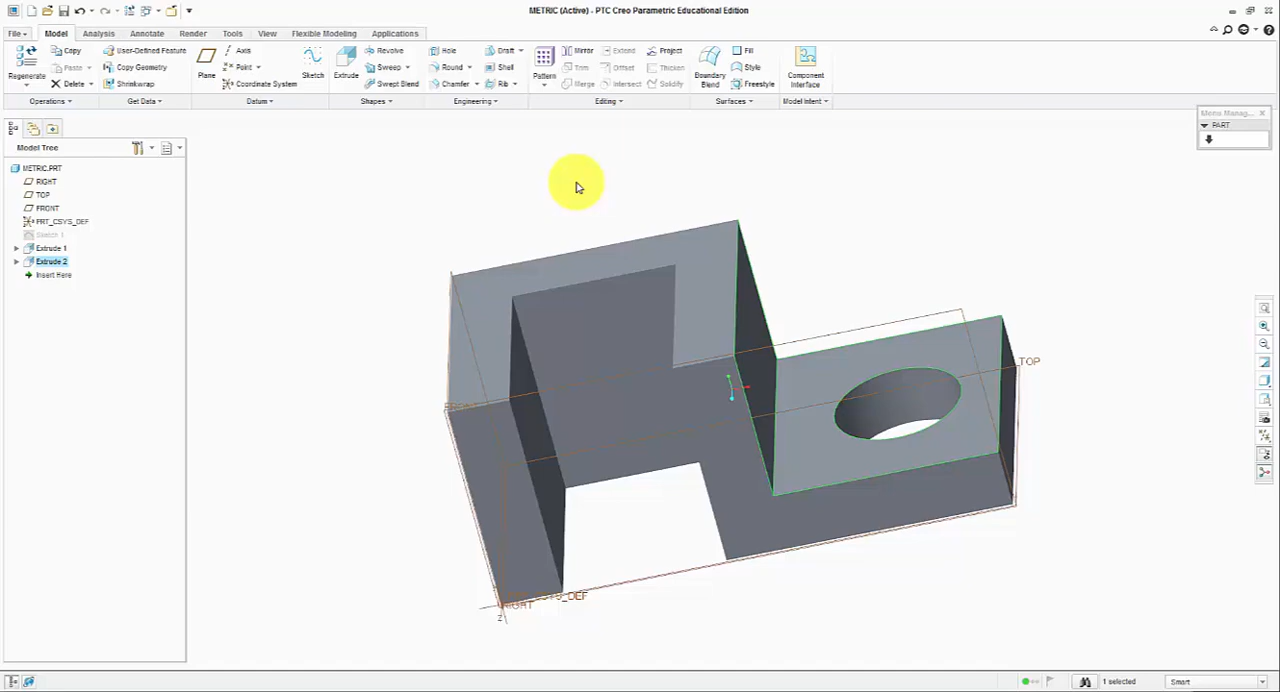 METRIC (Active) - PTC Creo Parametric Educational Edition
File Model Analysis Annotate Render Tools View Flexible Modeling Applications
Regenerate
Copy
Paste
Delete
Operations
User-Defined Feature
Copy Geometry
Shrinkwrap
Get Data
Plane
Axis
Point
Coordinate System
Datum
Sketch
Extrude
Revolve
Sweep
Swept Blend
Shapes
Hole
Round
Chamfer
Draft
Shell
Rib
Engineering
Pattern
Mirror
Trim
Merge
Extend
Offset
Intersect
Project
Thicken
Solidify
Editing
Boundary
Blend
Fill
Style
Freestyle
Surfaces
Component
Interface
Model Intent
Menu Manag...
PART
Model Tree
METRIC.PRT
RIGHT
TOP
FRONT
PRT_CSYS_DEF
Sketch 1
Extrude 1
Extrude 2
Insert Here
TOP
CSYS_DEF
RIGHT
Z
1 selected
Smart